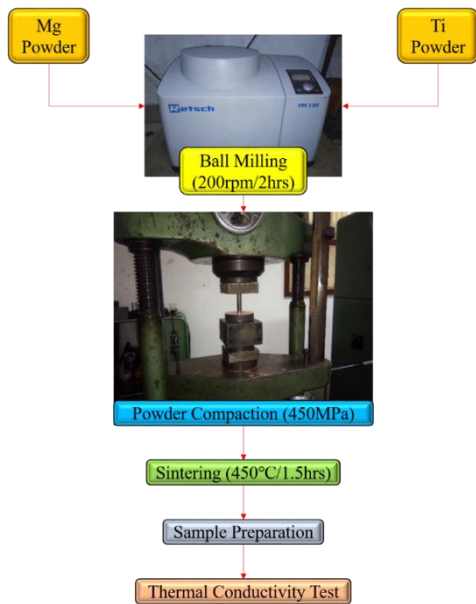 Mg
Powder
Ti
Powder
Retsch
PM 100
Ball Milling
(200rpm/2hrs)
Powder Compaction (450MPa)
Sintering (450°C/1.5hrs)
Sample Preparation
Thermal Conductivity Test